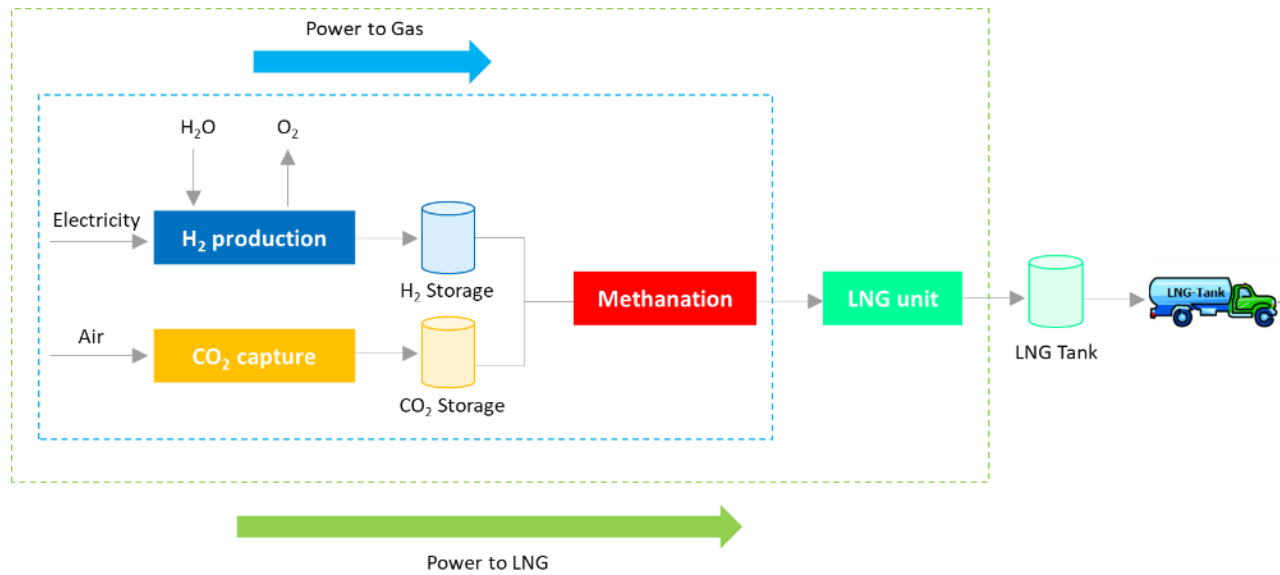 Power to Gas
H₂O
O₂
Electricity
H₂ production
H₂ Storage
Methanation
LNG unit
LNG-Tank
Air
CO₂ capture
CO₂ Storage
LNG Tank
Power to LNG